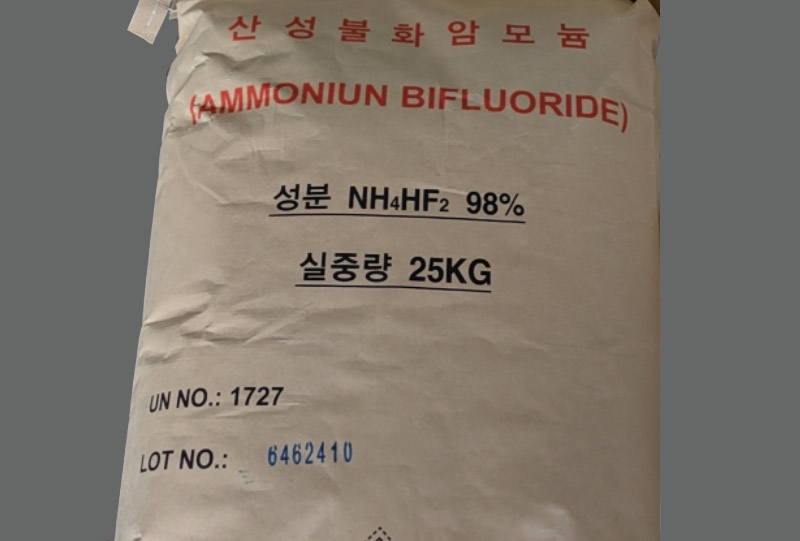 산성불화암모늄
(AMMONIUN BIFLUORIDE)
성분 NH₄HF₂ 98%
실중량 25KG
UN NO.: 1727
LOT NO.: 6462410